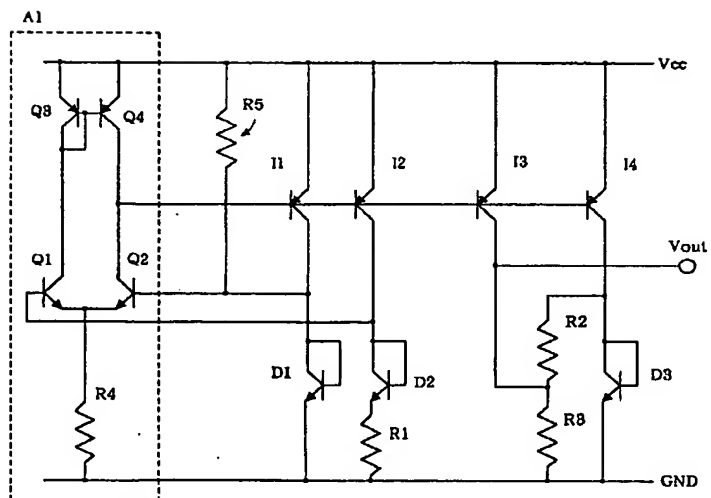 A1
Vcc
Q3
Q4
R5
I1
I2
I3
I4
Vout
Q1
Q2
R2
D1
D2
D3
R4
R1
R3
GND